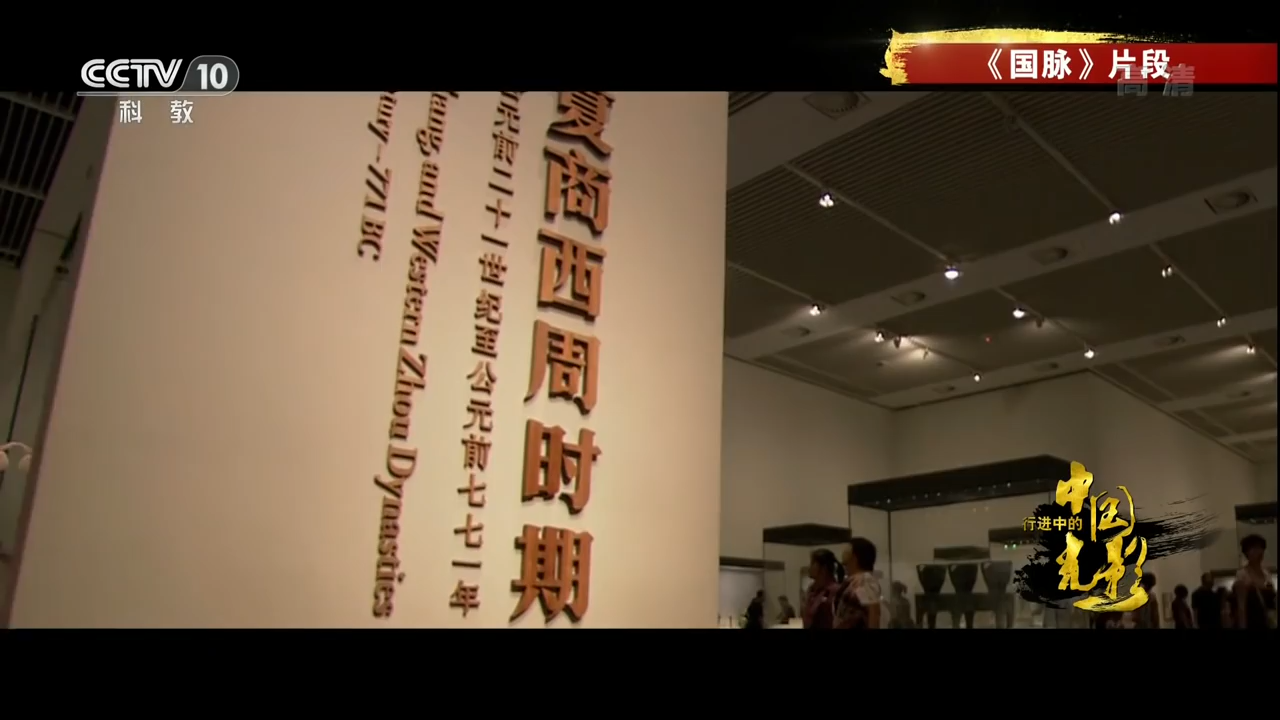 CCTV 10
科 教
《国脉》片段
高清
夏商西周时期
元前二十一世纪至公元前七七一年
and Western Zhou Dynasties
771 BC
行进中的
中国
光影